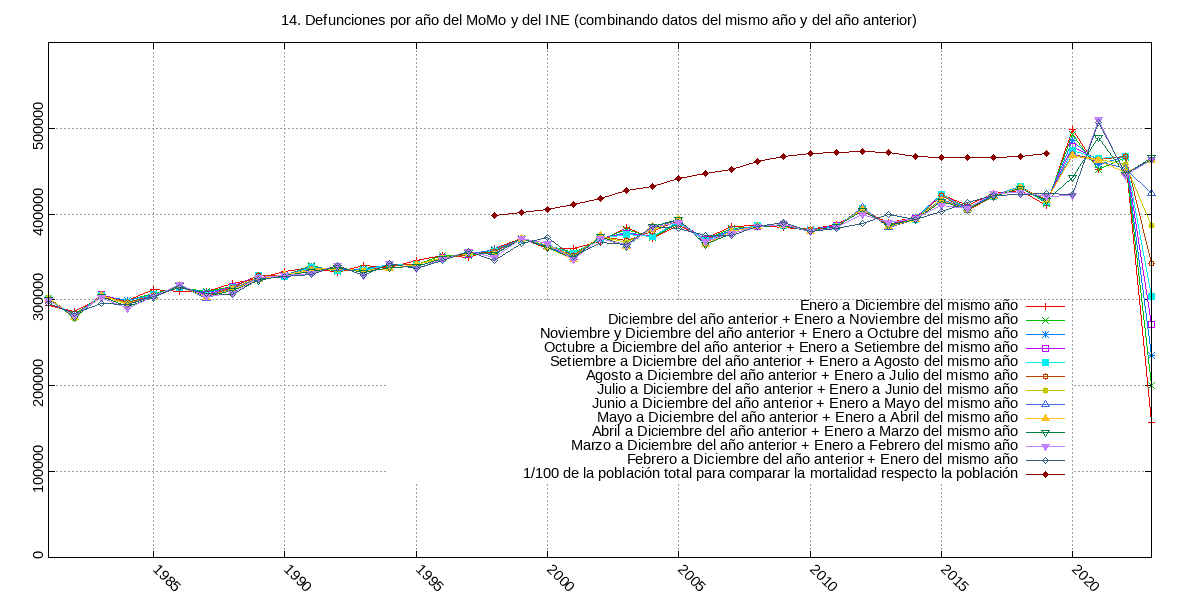 14. Defunciones por año del MoMo y del INE (combinando datos del mismo año y del año anterior)
500000
400000
300000
200000
100000
0
Enero a Diciembre del mismo año
Diciembre del año anterior + Enero a Noviembre del mismo año
Noviembre y Diciembre del año anterior + Enero a Octubre del mismo año
Octubre a Diciembre del año anterior + Enero a Setiembre del mismo año
Setiembre a Diciembre del año anterior + Enero a Agosto del mismo año
Agosto a Diciembre del año anterior + Enero a Julio del mismo año
Julio a Diciembre del año anterior + Enero a Junio del mismo año
Junio a Diciembre del año anterior + Enero a Mayo del mismo año
Mayo a Diciembre del año anterior + Enero a Abril del mismo año
Abril a Diciembre del año anterior + Enero a Marzo del mismo año
Marzo a Diciembre del año anterior + Enero a Febrero del mismo año
Febrero a Diciembre del año anterior + Enero del mismo año
1/100 de la población total para comparar la mortalidad respecto la población
1985
1990
1995
2000
2005
2010
2015
2020